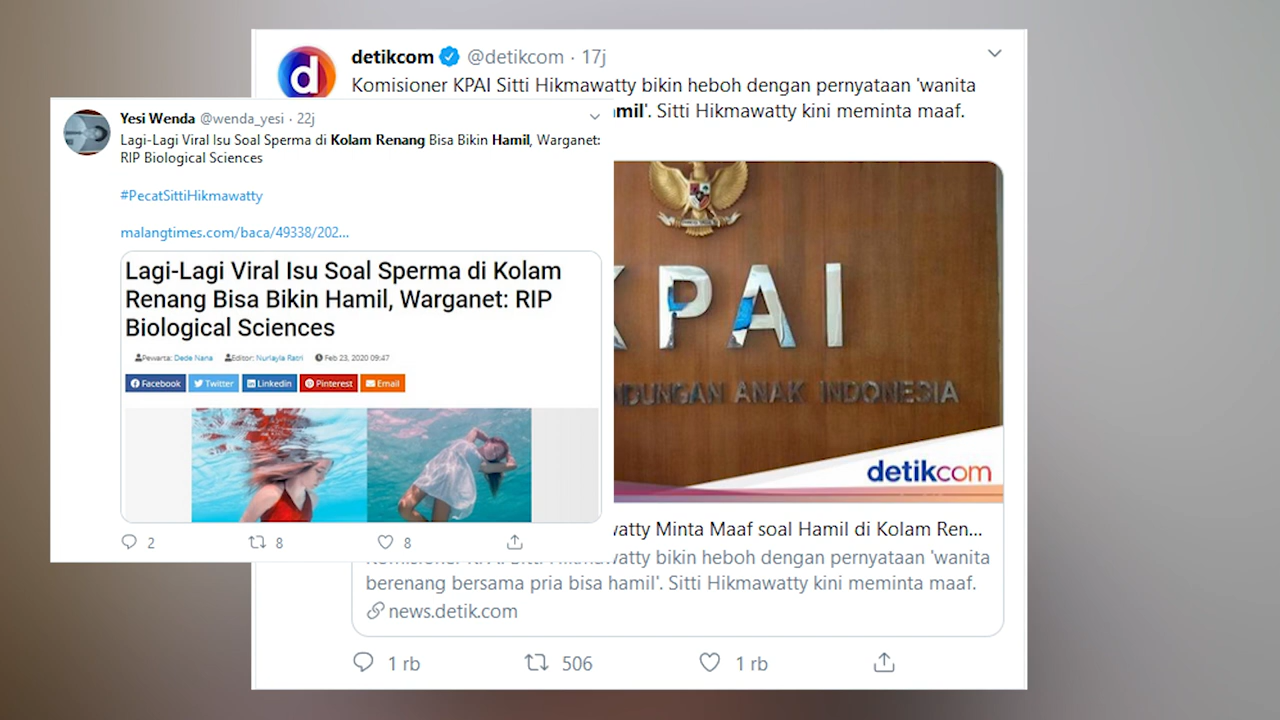 detikcom @detikcom · 17j
Komisioner KPAI Sitti Hikmawatty bikin heboh dengan pernyataan 'wanita
. Sitti Hikmawatty kini meminta maaf.
Yesi Wenda @wenda_yesi · 22j
Lagi-Lagi Viral Isu Soal Sperma di Kolam Renang Bisa Bikin Hamil, Warganet:
RIP Biological Sciences
#PecatSittiHikmawatty
malangtimes.com/baca/49338/202...
Lagi-Lagi Viral Isu Soal Sperma di Kolam
Renang Bisa Bikin Hamil, Warganet: RIP
Biological Sciences
Pewarta: Dede Nana Editor: Nurlayla Ratri Feb 23, 2020 09:47
Facebook Twitter Linkedin Pinterest Email
2 8 8
KPAI
ANAK INDONESIA
detikcom
Minta Maaf soal Hamil di Kolam Ren...
bikin heboh dengan pernyataan 'wanita
berenang bersama pria bisa hamil'. Sitti Hikmawatty kini meminta maaf.
news.detik.com
1 rb 506 1 rb